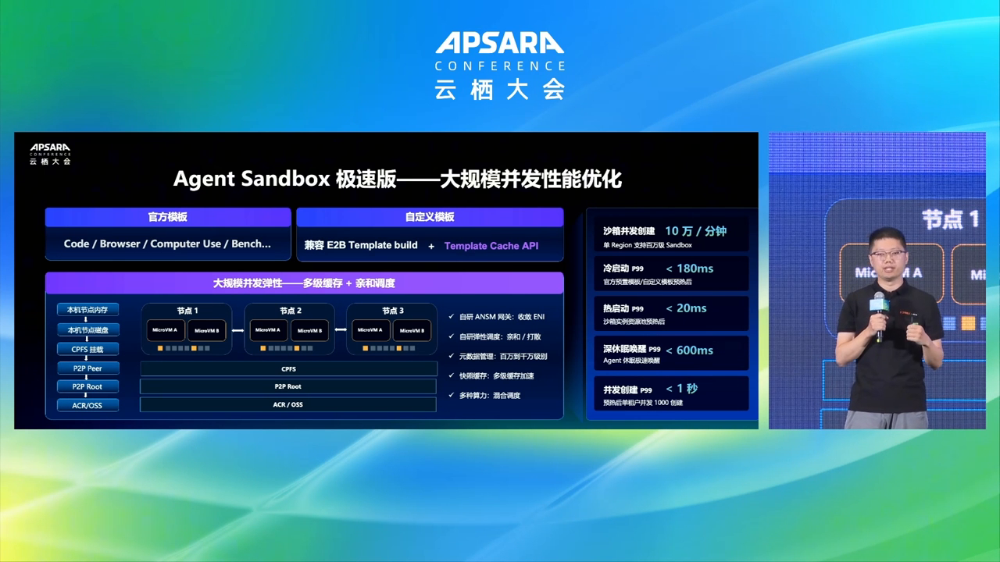 APSARA
CONFERENCE
云栖大会
APSARA
CONFERENCE
云栖大会
Agent Sandbox 极速版——大规模并发性能优化
官方模板
Code / Browser / Computer Use / Bench...
自定义模板
兼容 E2B Template build + Template Cache API
大规模并发弹性——多级缓存 + 亲和调度
本机节点内存
本机节点磁盘
CPFS 挂载
P2P Peer
P2P Root
ACR/OSS
节点 1
MicroVM A
MicroVM B
节点 2
MicroVM A
MicroVM B
节点 3
MicroVM A
MicroVM B
CPFS
P2P Root
ACR / OSS
✓ 自研 ANSM 网关：收敛 ENI
✓ 自研弹性调度：亲和 / 打散
✓ 元数据管理：百万到千万级别
✓ 快照缓存：多级缓存加速
✓ 多种算力：混合调度
沙箱并发创建 10 万 / 分钟
单 Region 支持百万级 Sandbox
冷启动 P99 < 180ms
官方预置模板/自定义模板预热后
热启动 P99 < 20ms
沙箱实例资源池预热后
深休眠唤醒 P99 < 600ms
Agent 休眠极速唤醒
并发创建 P99 < 1 秒
预热后单租户并发 1000 创建
节点 1